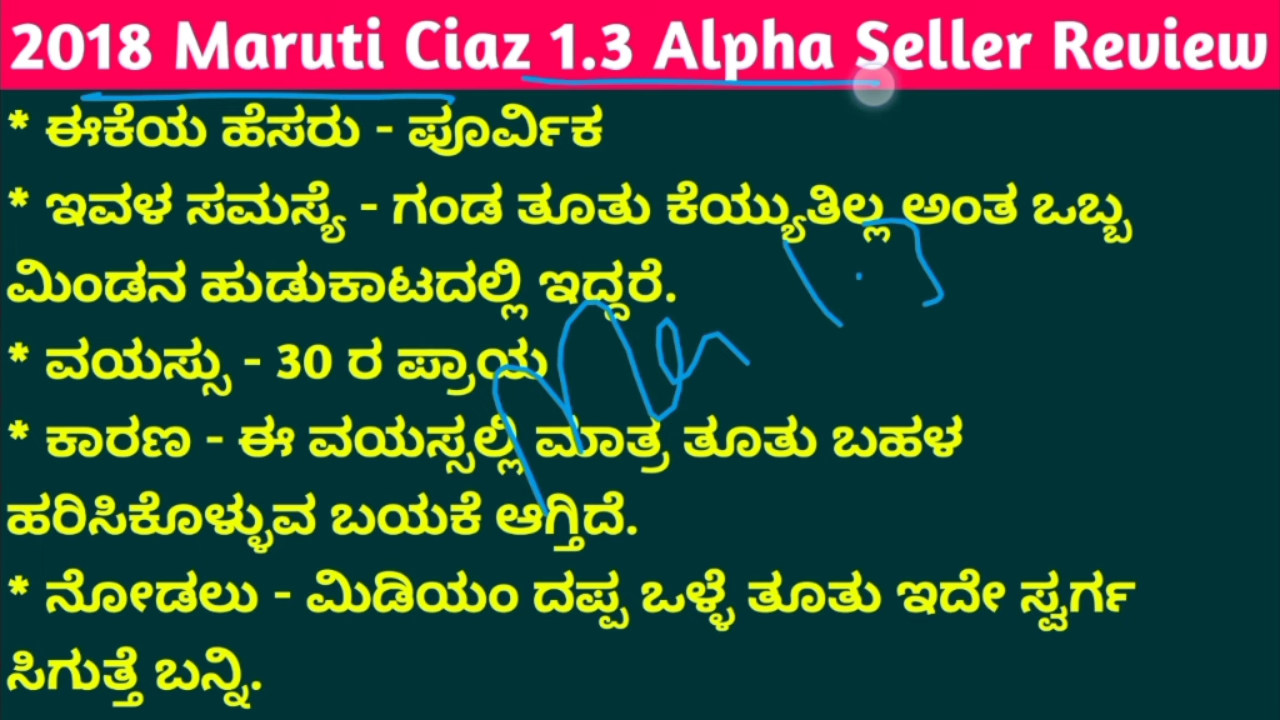 2018 Maruti Ciaz 1.3 Alpha Seller Review
* ಈಕೆಯ ಹೆಸರು - ಪೂರ್ವಿಕ
* ಇವಳ ಸಮಸ್ಯೆ - ಗಂಡ ತೂತು ಕೆಯ್ಯುತಿಲ್ಲ ಅಂತ ಒಬ್ಬ
ಮಿಂಡನ ಹುಡುಕಾಟದಲ್ಲಿ ಇದ್ದರೆ.
* ವಯಸ್ಸು - 30 ರ ಪ್ರಾಯ
* ಕಾರಣ - ಈ ವಯಸ್ಸಲ್ಲಿ ಮಾತ್ರ ತೂತು ಬಹಳ
ಹರಿಸಿಕೊಳ್ಳುವ ಬಯಕೆ ಆಗ್ತಿದೆ.
* ನೋಡಲು - ಮಿಡಿಯಂ ದಪ್ಪ ಒಳ್ಳೆ ತೂತು ಇದೇ ಸ್ವರ್ಗ
ಸಿಗುತ್ತೆ ಬನ್ನಿ.